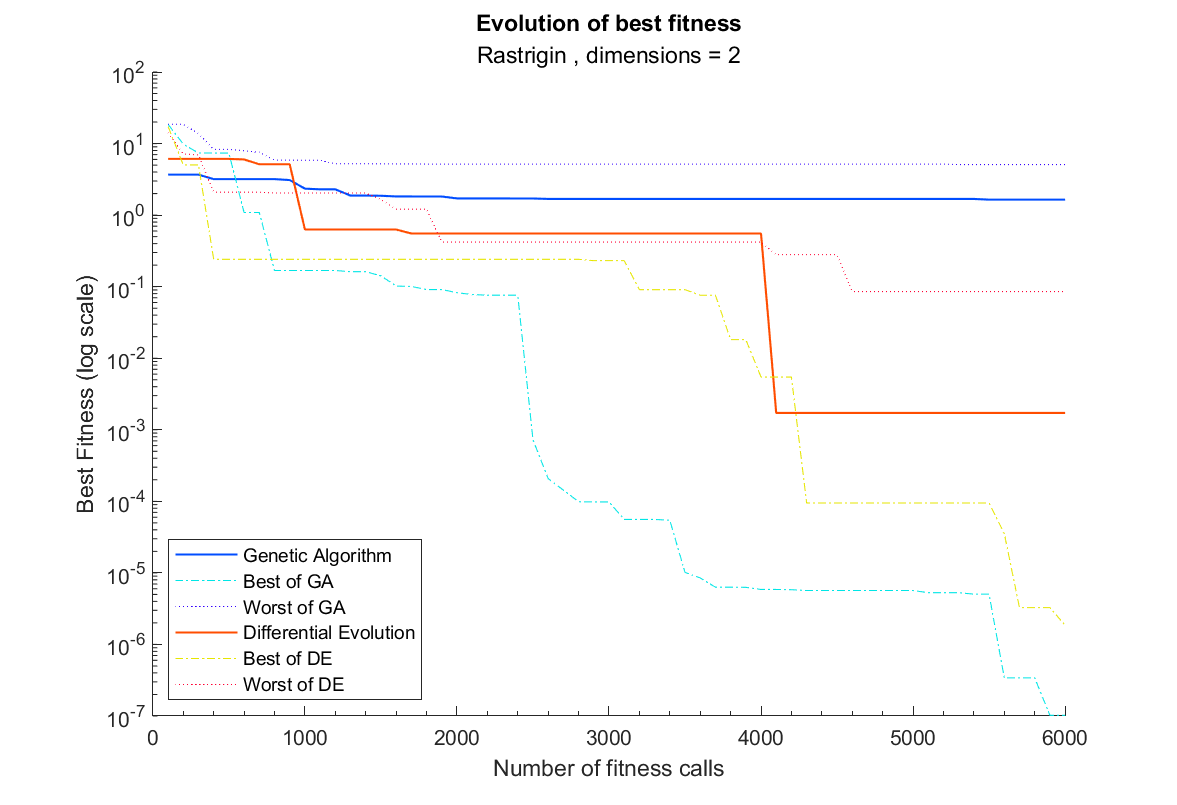 Evolution of best fitness
Rastrigin , dimensions = 2
10^2
10^1
10^0
10^-1
10^-2
10^-3
10^-4
10^-5
10^-6
10^-7
Best Fitness (log scale)
Genetic Algorithm
Best of GA
Worst of GA
Differential Evolution
Best of DE
Worst of DE
0 1000 2000 3000 4000 5000 6000
Number of fitness calls